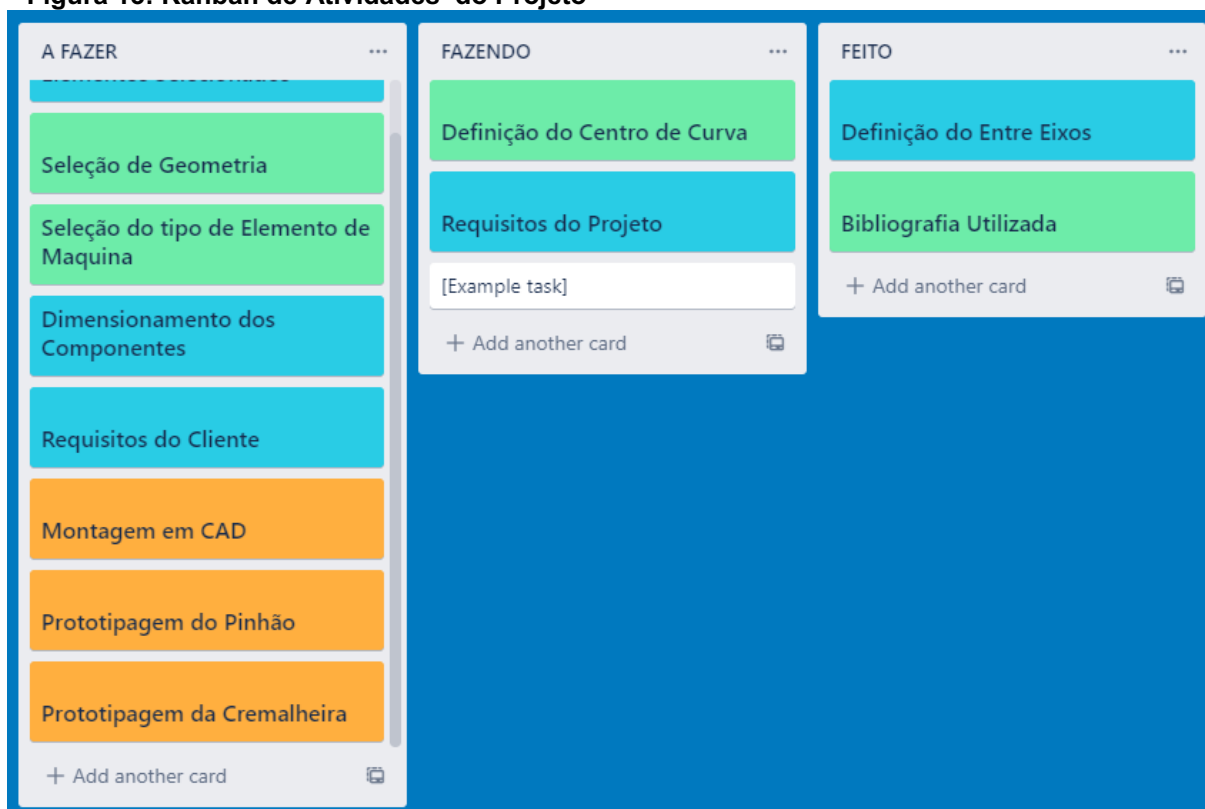 A FAZER
Seleção de Geometria
Seleção do tipo de Elemento de
Maquina
Dimensionamento dos
Componentes
Requisitos do Cliente
Montagem em CAD
Prototipagem do Pinhão
Prototipagem da Cremalheira
+ Add another card
FAZENDO
Definição do Centro de Curva
Requisitos do Projeto
[Example task]
+ Add another card
FEITO
Definição do Entre Eixos
Bibliografia Utilizada
+ Add another card